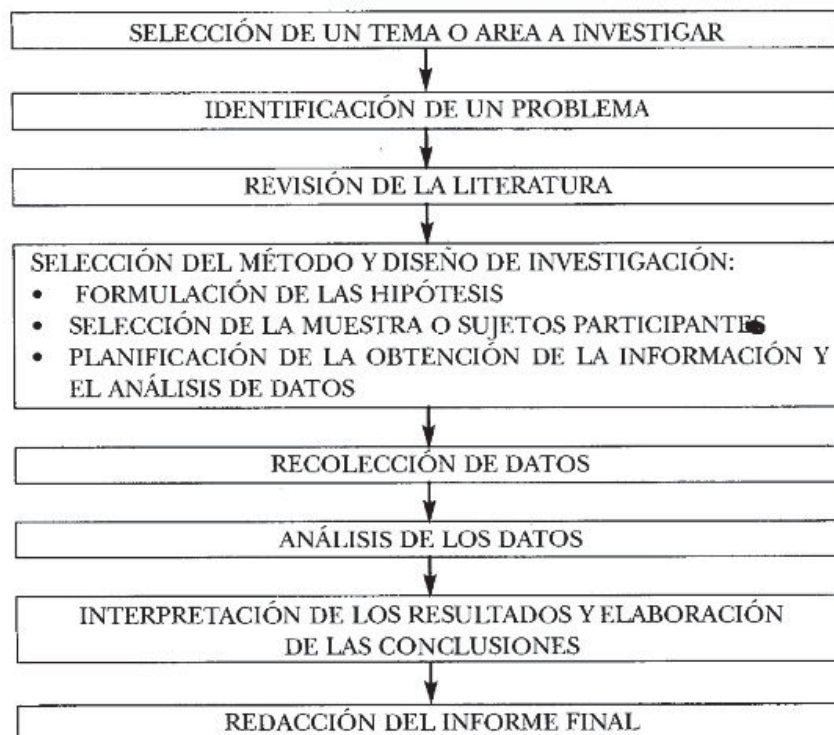 SELECCIÓN DE UN TEMA O AREA A INVESTIGAR
IDENTIFICACIÓN DE UN PROBLEMA
REVISIÓN DE LA LITERATURA
SELECCIÓN DEL MÉTODO Y DISEÑO DE INVESTIGACIÓN:
• FORMULACIÓN DE LAS HIPÓTESIS
• SELECCIÓN DE LA MUESTRA O SUJETOS PARTICIPANTES
• PLANIFICACIÓN DE LA OBTENCIÓN DE LA INFORMACIÓN Y
EL ANÁLISIS DE DATOS
RECOLECCIÓN DE DATOS
ANÁLISIS DE LOS DATOS
INTERPRETACIÓN DE LOS RESULTADOS Y ELABORACIÓN
DE LAS CONCLUSIONES
REDACCIÓN DEL INFORME FINAL